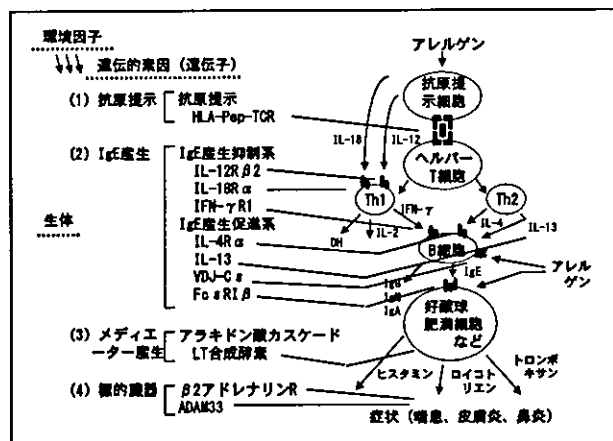 環境因子
遺伝的素因（遺伝子）
生体
(1) 抗原提示
抗原提示
HLA-Pep-TCR
(2) IgE産生
IgE産生抑制系
IL-12Rβ2
IL-18Rα
IFN-γR1
IgE産生促進系
IL-4Rα
IL-13
VDJ-Cε
FcεRIβ
(3) メディエ
ーター産生
アラキドン酸カスケード
LT合成酵素
(4)標的臓器
β2アドレナリンR
ADAM33
アレルゲン
抗原提
示細胞
IL-18
IL-12
ヘルパー
T細胞
Th1
Th2
IFN-γ
IL-4
IL-13
DH
IL-2
B細胞
IgE
IgG
IgM
IgA
アレル
ゲン
好酸球
肥満細胞
など
ヒスタミン
ロイコト
リエン
トロンボ
キサン
症状（喘息、皮膚炎、鼻炎）